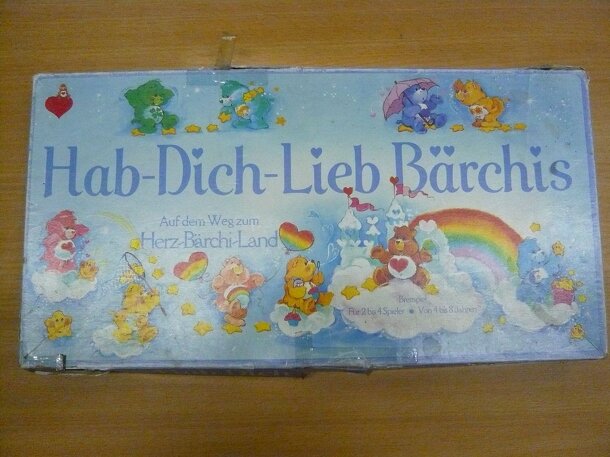 Hab-Dich-Lieb Bärchis
Auf dem Weg zum
Herz-Bärchi-Land
Für 2 bis 4 Spieler • Von 4 bis 8 Jahren